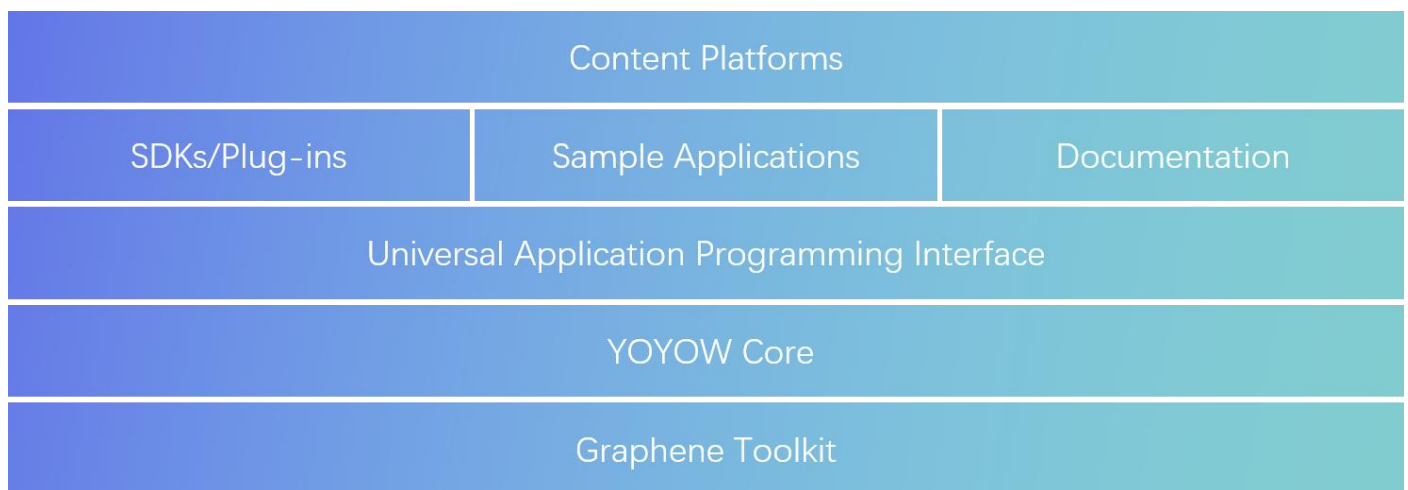 Content Platforms
SDKs/Plug-ins
Sample Applications
Documentation
Universal Application Programming Interface
YOYOW Core
Graphene Toolkit